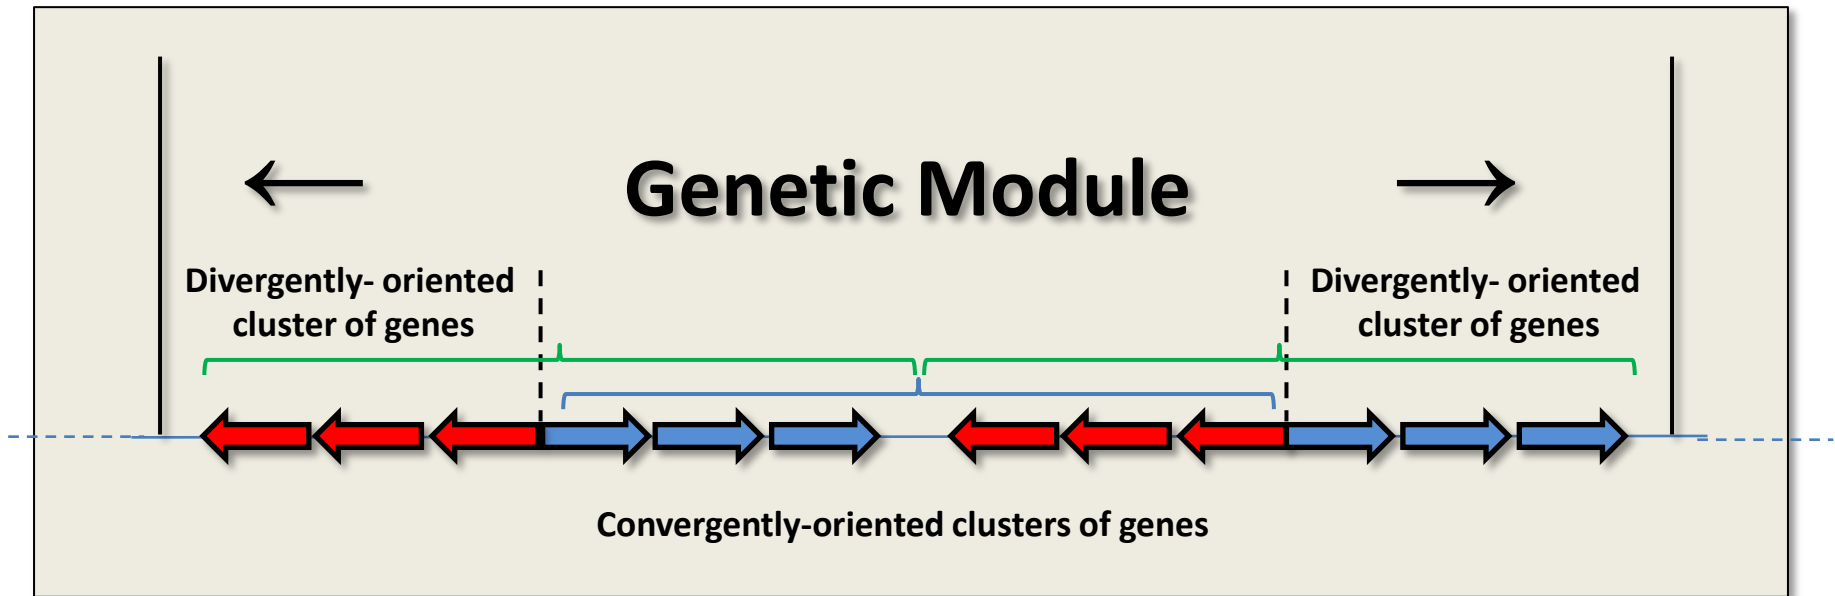 Genetic Module
Divergently- oriented
cluster of genes
Divergently- oriented
cluster of genes
Convergently-oriented clusters of genes